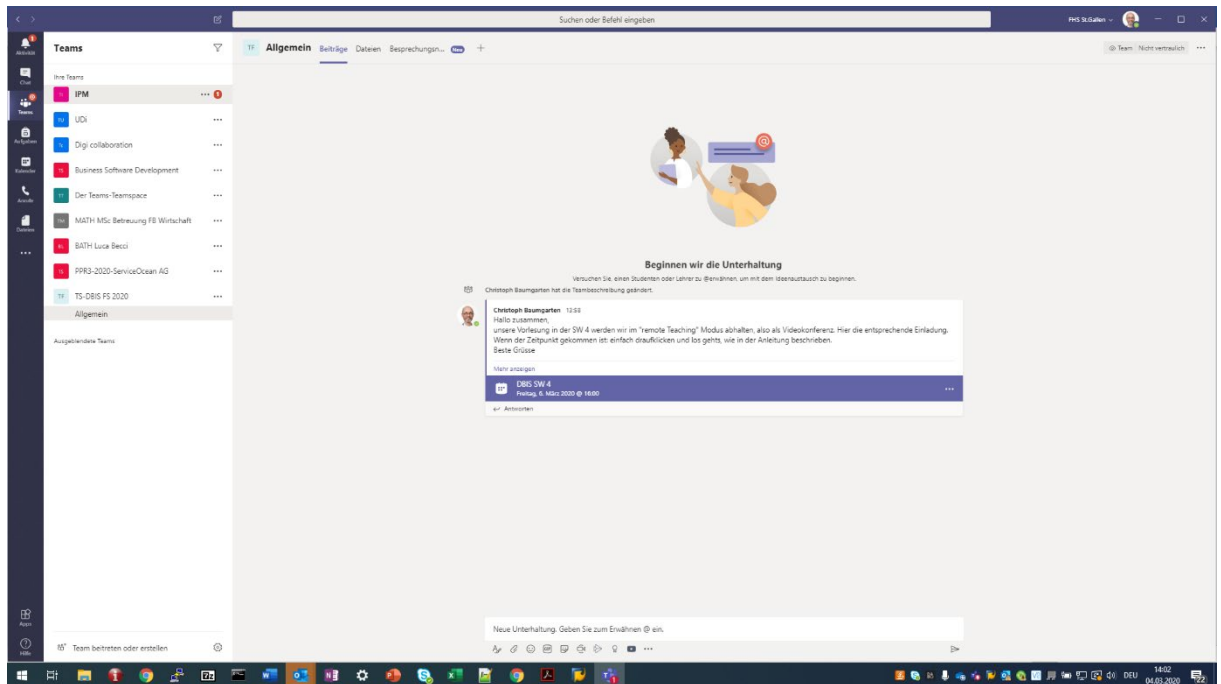 Suchen oder Befehl eingeben
FHS St.Gallen
Aktivität
Chat
Teams
Aufgaben
Kalender
Anrufe
Dateien
Teams
Ihre Teams
IPM
1
UDi
Digi collaboration
Business Software Development
Der Teams-Teamspace
MATH MSc Betreuung FB Wirtschaft
BATH Luca Becci
PPR3-2020-ServiceOcean AG
TF TS-DBIS FS 2020
Allgemein
Ausgeblendete Teams
Apps
Hilfe
Team beitreten oder erstellen
TF Allgemein Beiträge Dateien Besprechungsn... New +
Team Nicht vertraulich ...
@
Beginnen wir die Unterhaltung
Versuchen Sie, einen Studenten oder Lehrer zu @erwähnen, um mit dem Ideenaustausch zu beginnen.
Christoph Baumgarten hat die Teambeschreibung geändert.
Christoph Baumgarten 13:53
Hallo zusammen,
unsere Vorlesung in der SW 4 werden wir im "remote Teaching" Modus abhalten, also als Videokonferenz. Hier die entsprechende Einladung.
Wenn der Zeitpunkt gekommen ist: einfach draufklicken und los gehts, wie in der Anleitung beschrieben.
Beste Grüsse
Mehr anzeigen
DBIS SW 4
Freitag, 6. März 2020 @ 16:00
Antworten
Neue Unterhaltung. Geben Sie zum Erwähnen @ ein.
DEU
14:02
04.03.2020